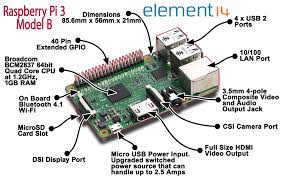 Raspberry Pi 3
Model B
element14
Dimensions
85.6mm x 56mm x 21mm
4 x USB 2
Ports
40 Pin
Extended GPIO
10/100
LAN Port
Broadcom
BCM2837 64bit
Quad Core CPU
at 1.2GHz,
1GB RAM
3.5mm 4-pole
Composite Video
and Audio
Output Jack
On Board
Bluetooth 4.1
Wi-Fi
MicroSD
Card Slot
CSI Camera Port
DSI Display Port
Micro USB Power Input.
Upgraded switched
power source that can
handle up to 2.5 Amps
Full Size HDMI
Video Output